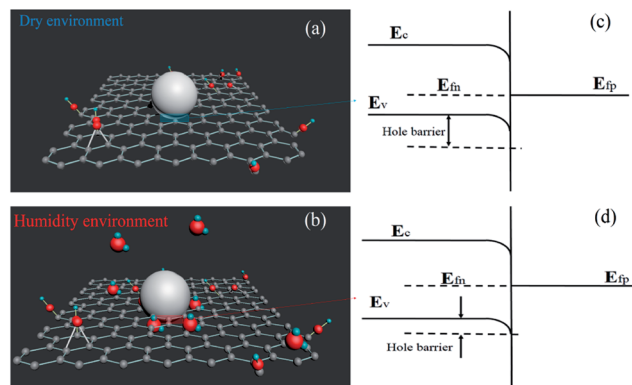 Dry environment
(a)
Humidity environment
(b)
(c)
Ec
Efn
Efp
Ev
Hole barrier
(d)
Ec
Efn
Efp
Ev
Hole barrier